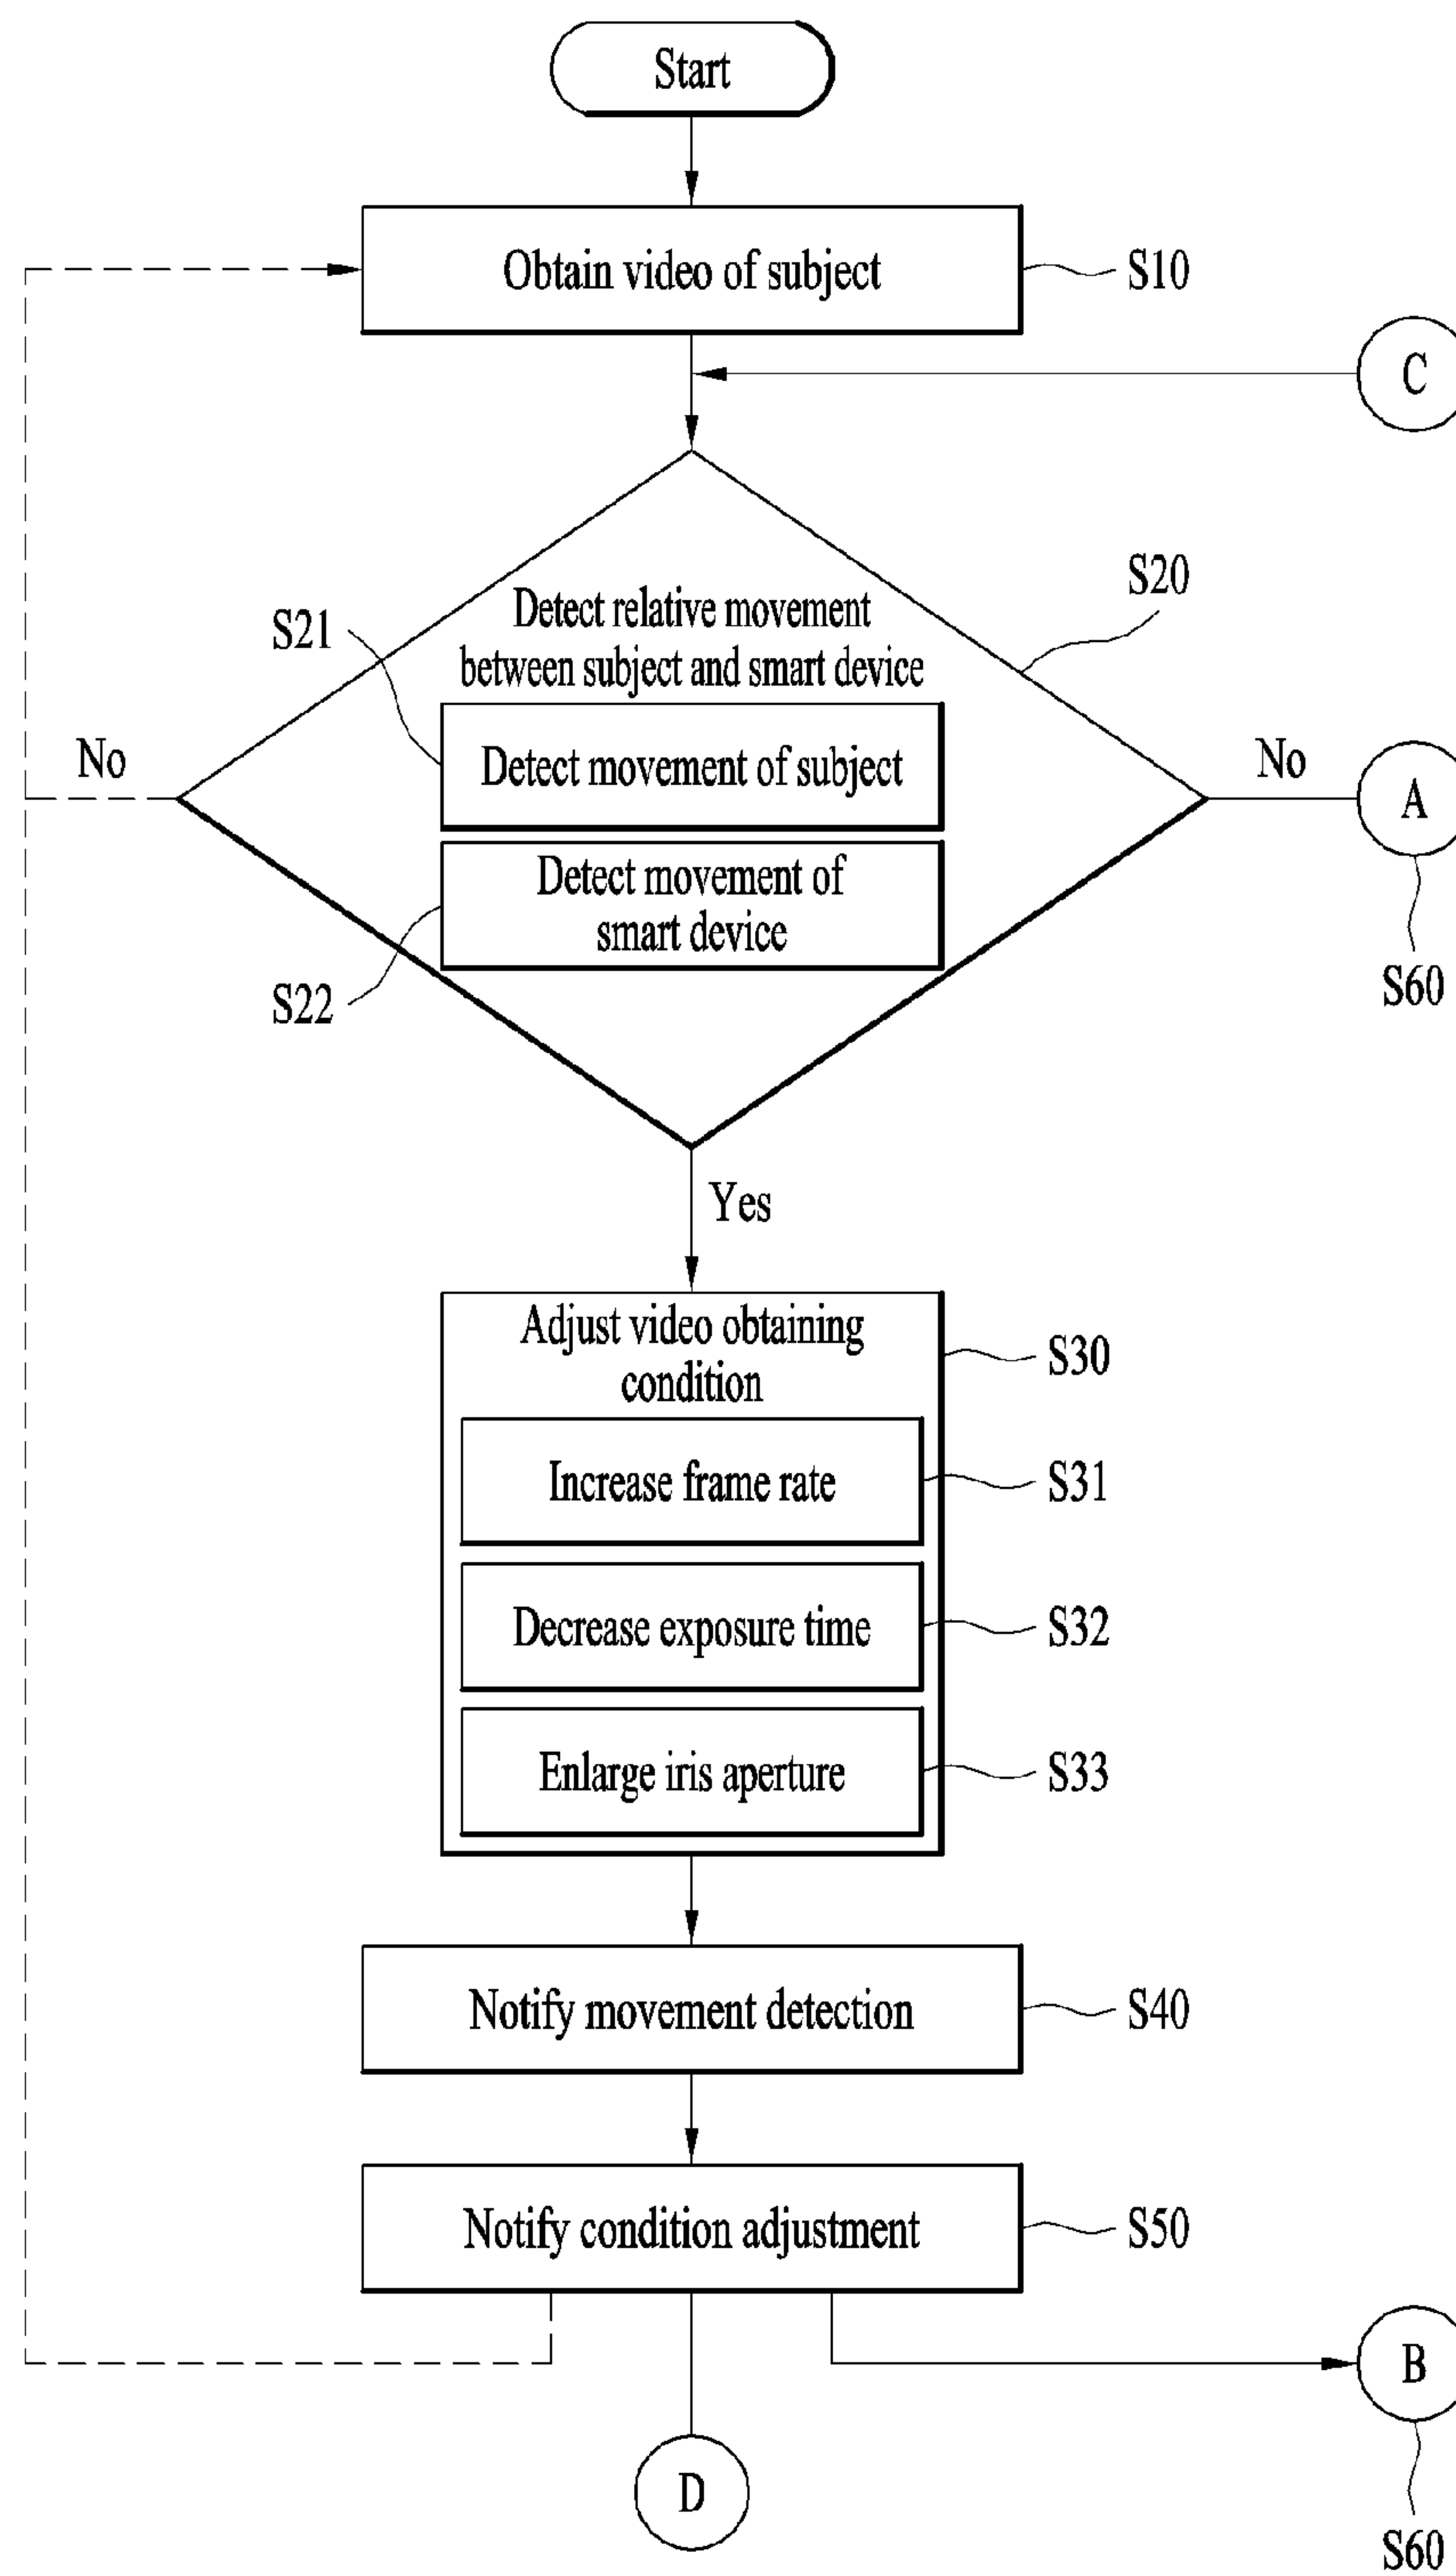 Start
Obtain video of subject
S10
C
S20
Detect relative movement
between subject and smart device
S21
Detect movement of subject
No
No
A
Detect movement of
smart device
S22
S60
Yes
Adjust video obtaining
condition
S30
Increase frame rate
S31
Decrease exposure time
S32
Enlarge iris aperture
S33
Notify movement detection
S40
Notify condition adjustment
S50
B
D
S60